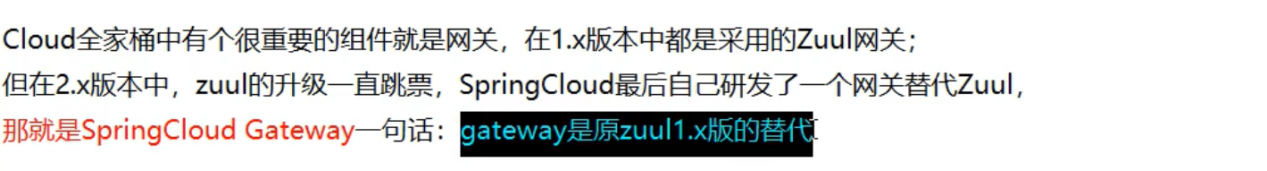 Cloud全家桶中有个很重要的组件就是网关，在1.x版本中都是采用的Zuul网关；
但在2.x版本中，zuul的升级一直跳票，SpringCloud最后自己研发了一个网关替代Zuul，
那就是SpringCloud Gateway一句话：gateway是原zuul1.x版的替代